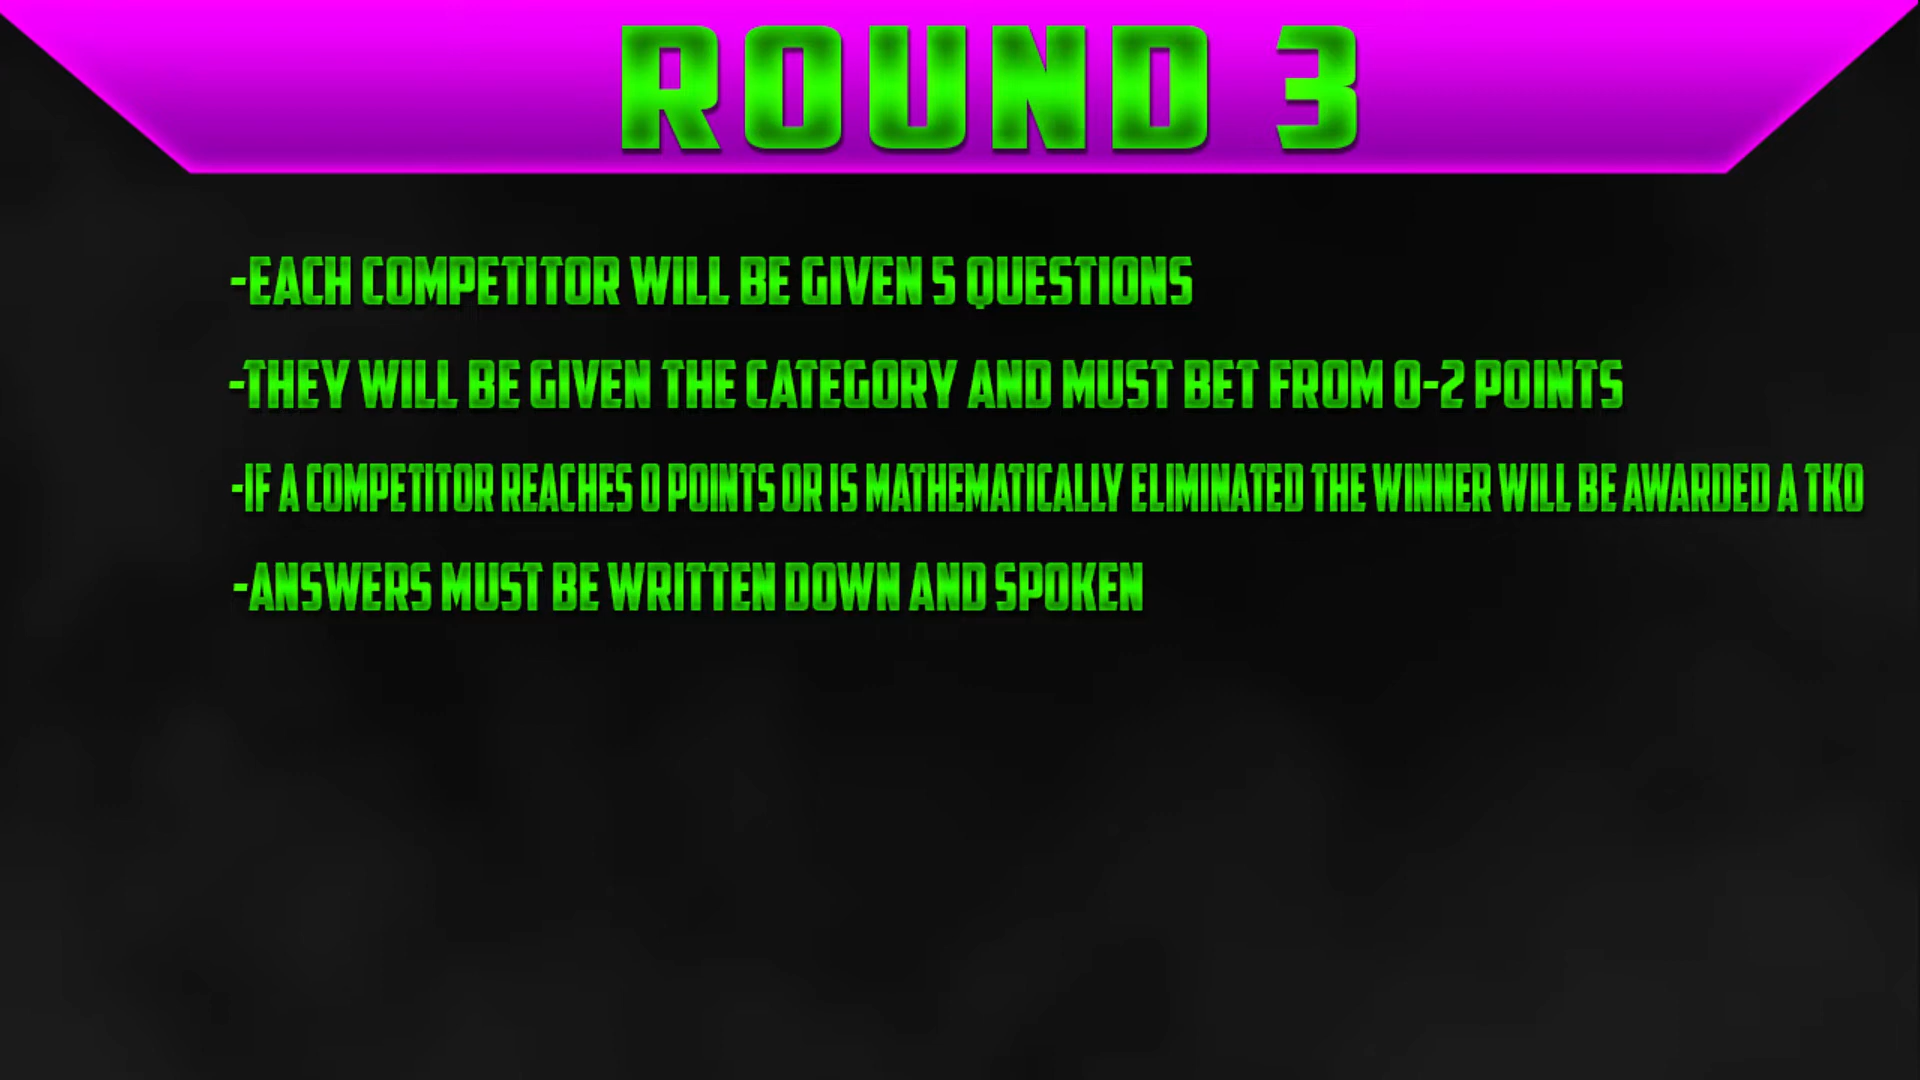 ROUND 3
-EACH COMPETITOR WILL BE GIVEN 5 QUESTIONS
-THEY WILL BE GIVEN THE CATEGORY AND MUST BET FROM 0-2 POINTS
-IF A COMPETITOR REACHES 0 POINTS OR IS MATHEMATICALLY ELIMINATED THE WINNER WILL BE AWARDED A TKO
-ANSWERS MUST BE WRITTEN DOWN AND SPOKEN